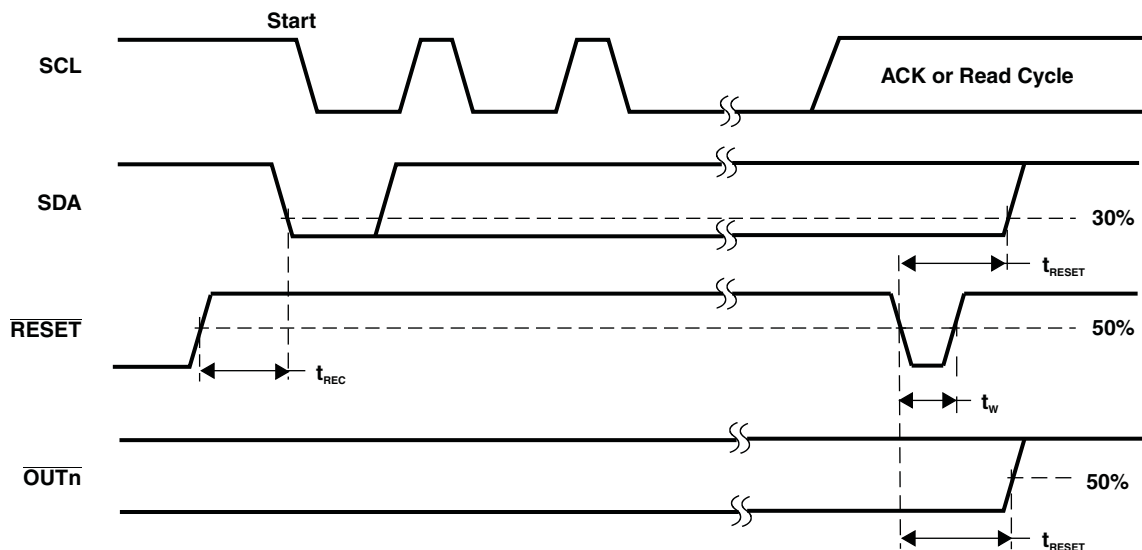 Start
SCL
ACK or Read Cycle
SDA
30%
tRESET
RESET
50%
tREC
tW
OUTn
50%
tRESET